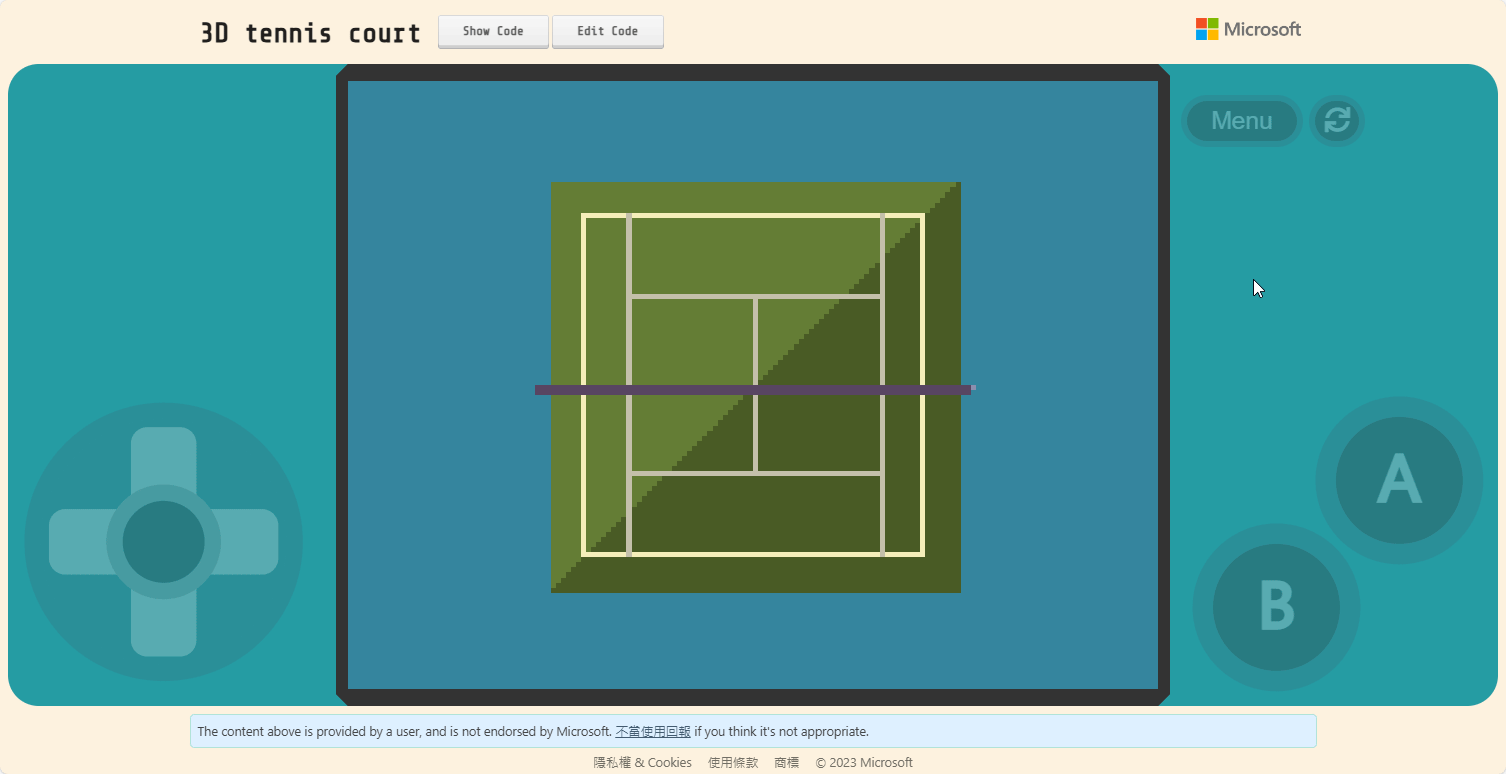 3D tennis court
Show Code
Edit Code
Microsoft
Menu
A
B
The content above is provided by a user, and is not endorsed by Microsoft. 不當使用回報 if you think it's not appropriate.
隱私權 & Cookies 使用條款 商標 © 2023 Microsoft